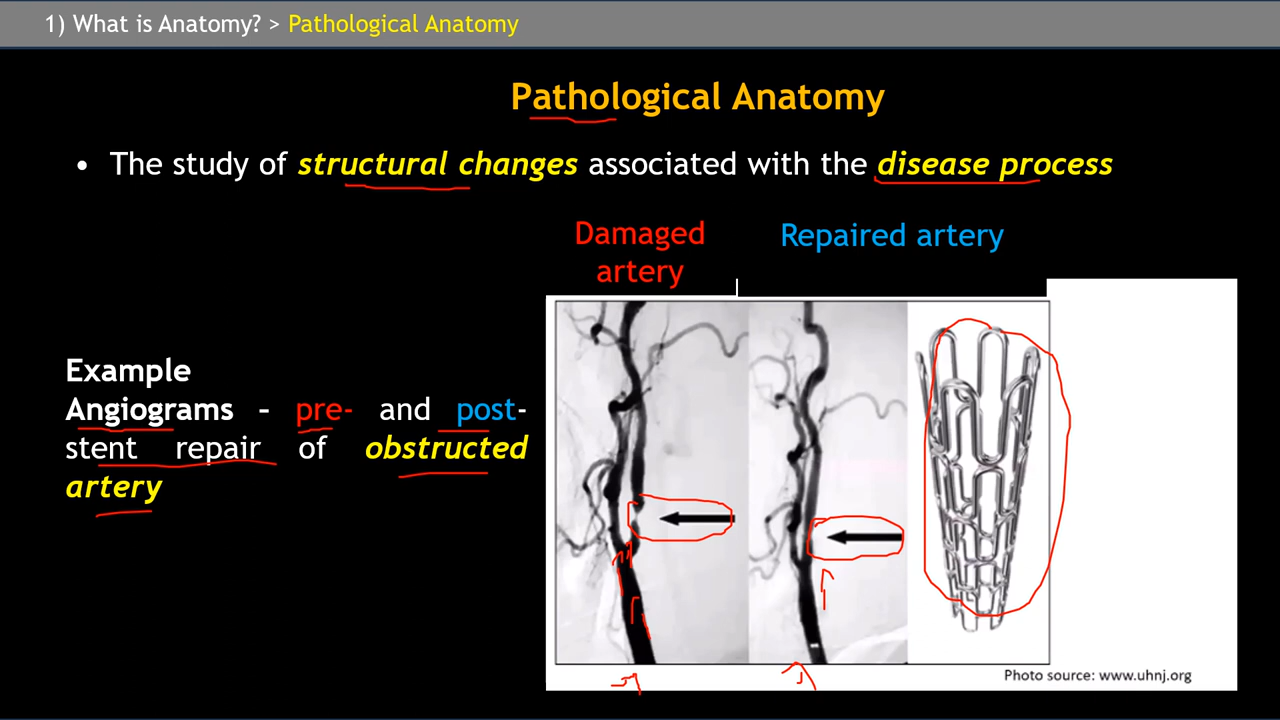 1) What is Anatomy? > Pathological Anatomy
Pathological Anatomy
• The study of structural changes associated with the disease process
Damaged
artery
Repaired artery
Example
Angiograms – pre- and post-
stent repair of obstructed
artery
Photo source: www.uhnj.org